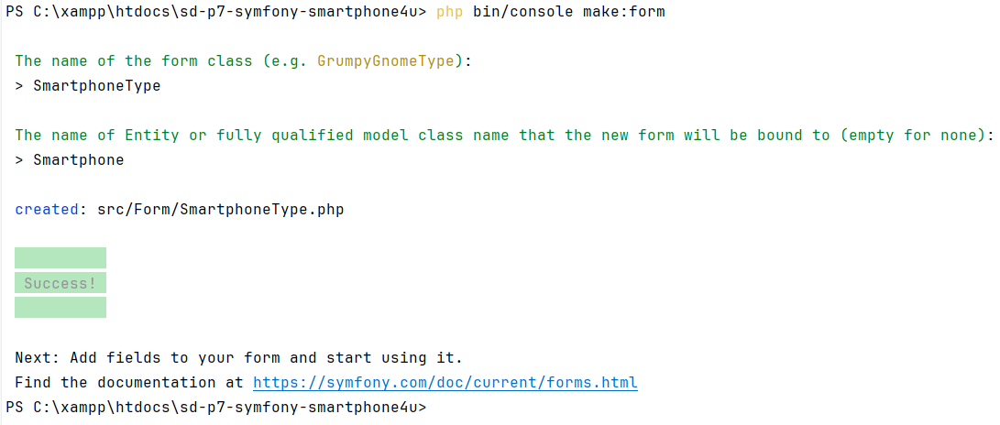 PS C:\xampp\htdocs\sd-p7-symfony-smartphone4u> php bin/console make:form
The name of the form class (e.g. GrumpyGnomeType):
> SmartphoneType
The name of Entity or fully qualified model class name that the new form will be bound to (empty for none):
> Smartphone
created: src/Form/SmartphoneType.php
Success!
Next: Add fields to your form and start using it.
Find the documentation at https://symfony.com/doc/current/forms.html
PS C:\xampp\htdocs\sd-p7-symfony-smartphone4u>